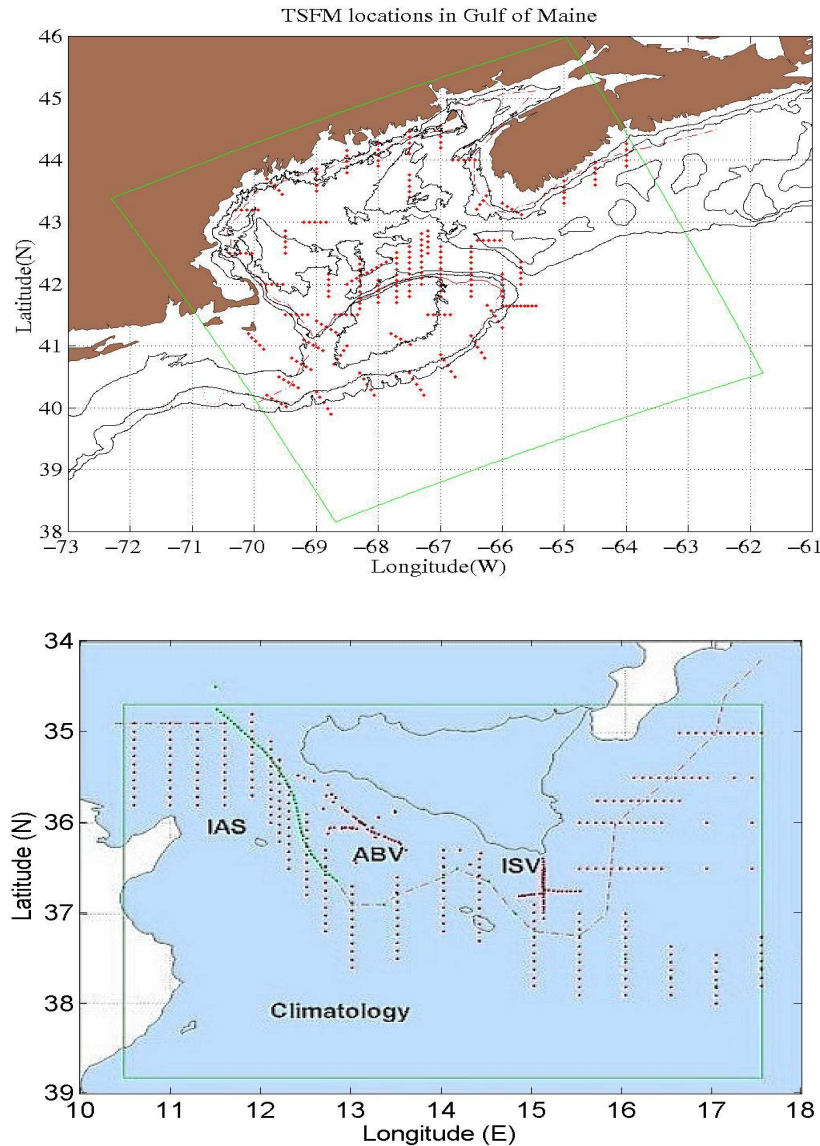 TSFM locations in Gulf of Maine
46
45
44
43
42
41
40
39
38
Latitude(N)
−73 −72 −71 −70 −69 −68 −67 −66 −65 −64 −63 −62 −61
Longitude(W)
34
35
36
37
38
39
Latitude (N)
IAS
ABV
ISV
Climatology
10 11 12 13 14 15 16 17 18
Longitude (E)